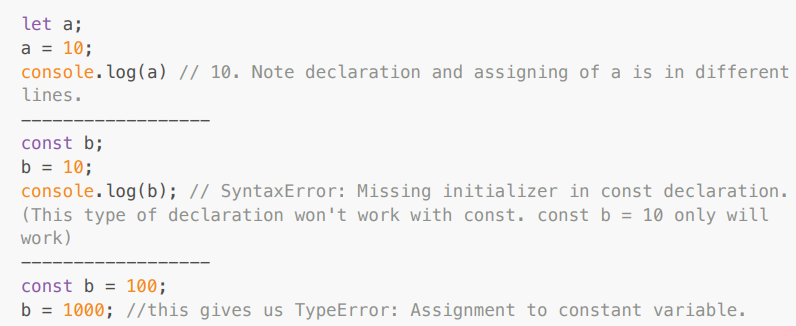 let a;
a = 10;
console.log(a) // 10. Note declaration and assigning of a is in different
lines.
------------------
const b;
b = 10;
console.log(b); // SyntaxError: Missing initializer in const declaration.
(This type of declaration won't work with const. const b = 10 only will
work)
------------------
const b = 100;
b = 1000; //this gives us TypeError: Assignment to constant variable.